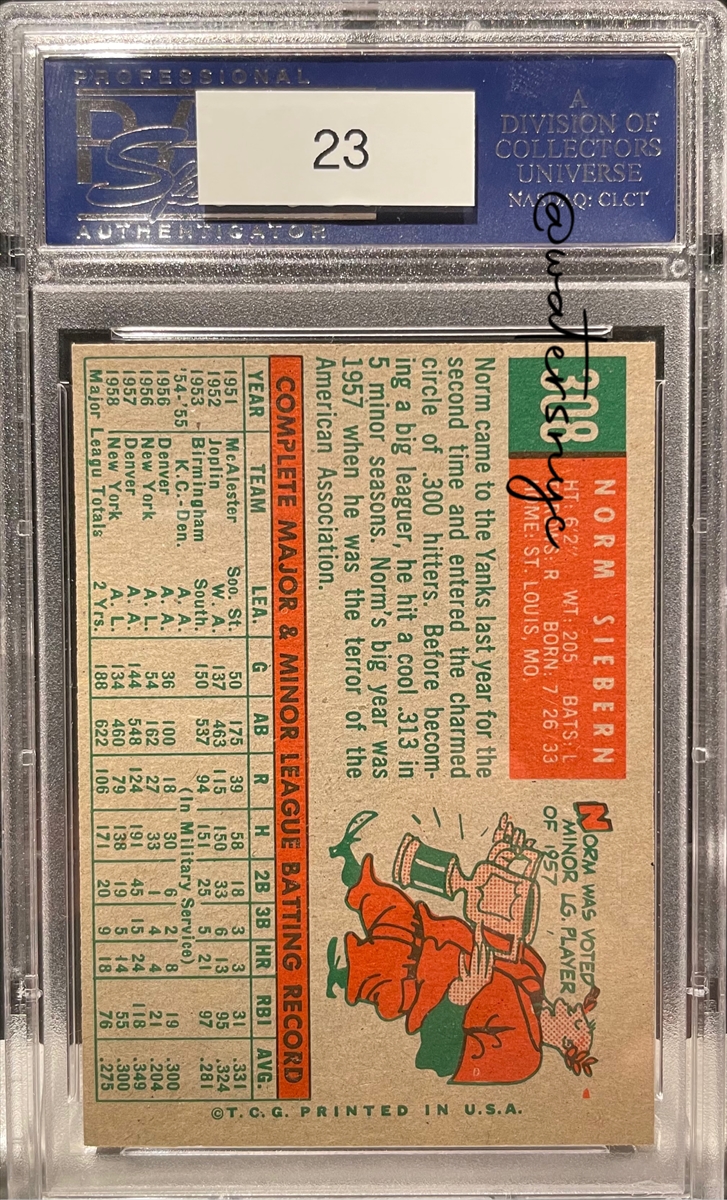 PROFESSIONAL
23
AUTHENTICATOR
A
DIVISION OF
COLLECTORS
UNIVERSE
NASDAQ: CLCT
@watersnyc
308
NORM SIEBERN
HT: 6'2" WT: 205 BATS: L
R BORN: 7 26 33
ST. LOUIS, MO.
Norm came to the Yanks last year for the
second time and entered the charmed
circle of .300 hitters. Before becom-
ing a big leaguer, he hit a cool .313 in
5 minor seasons. Norm's big year was
1957 when he was the terror of the
American Association.
NORM WAS VOTED
MINOR LG. PLAYER
OF 1957
COMPLETE MAJOR & MINOR LEAGUE BATTING RECORD
YEAR TEAM LEA. G AB R H 2B 3B HR RBI AVG.
1951 McAlester Soo. St. 50 175 39 58 18 3 3 31 .331
1952 Joplin W. A. 137 463 115 150 33 6 13 95 .324
1953 Birmingham South. 150 537 94 151 25 5 21 97 .281
'54-'55 K.C.-Den. A. A. (In Military Service)
1956 Denver A. A. 36 100 18 30 6 2 8 19 .300
1956 New York A. L. 54 162 27 33 1 4 4 21 .204
1957 Denver A. A. 144 548 124 191 45 15 24 118 .349
1958 New York A. L. 134 460 79 138 19 5 14 55 .300
Major Leagu Totals 2 Yrs. 188 622 106 171 20 9 18 76 .275
©T.C.G. PRINTED IN U.S.A.